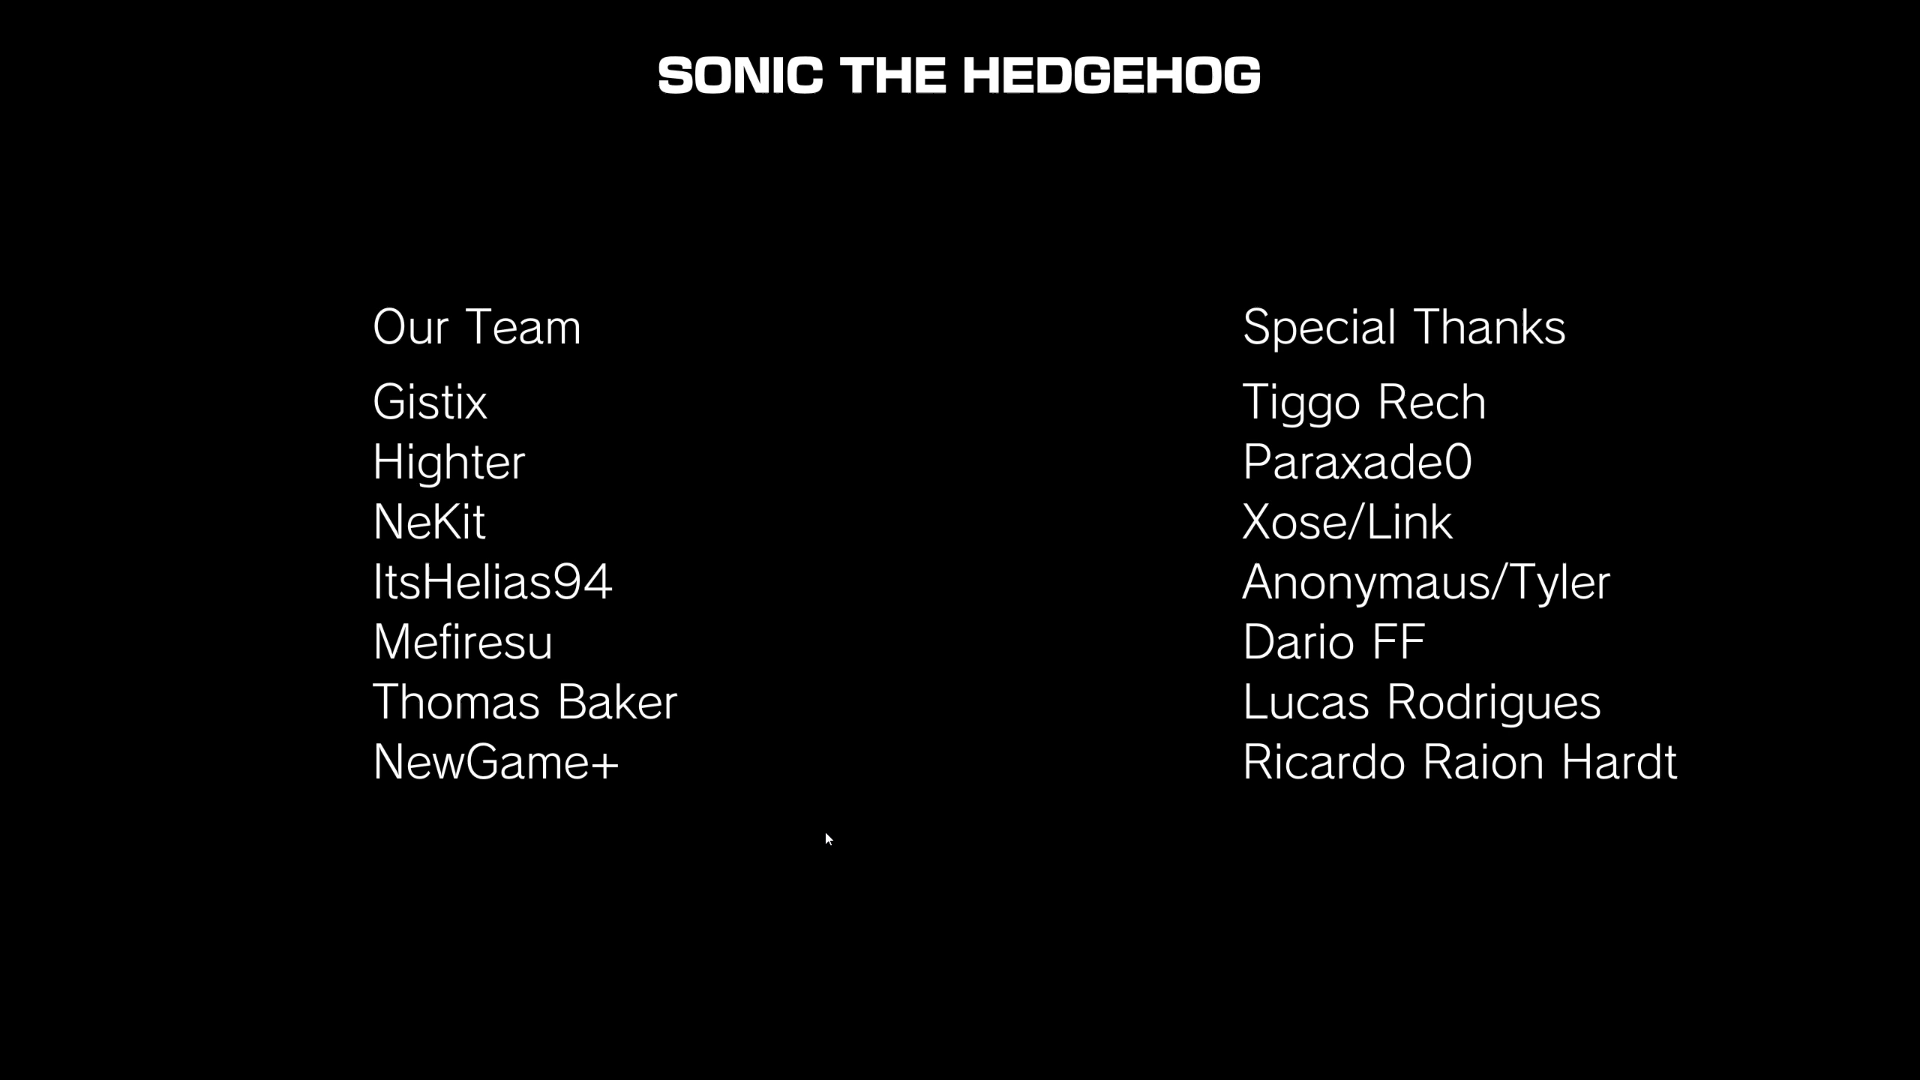 SONIC THE HEDGEHOG
Our Team
Gistix
Highter
NeKit
ItsHelias94
Mefiresu
Thomas Baker
NewGame+
Special Thanks
Tiggo Rech
Paraxade0
Xose/Link
Anonymaus/Tyler
Dario FF
Lucas Rodrigues
Ricardo Raion Hardt